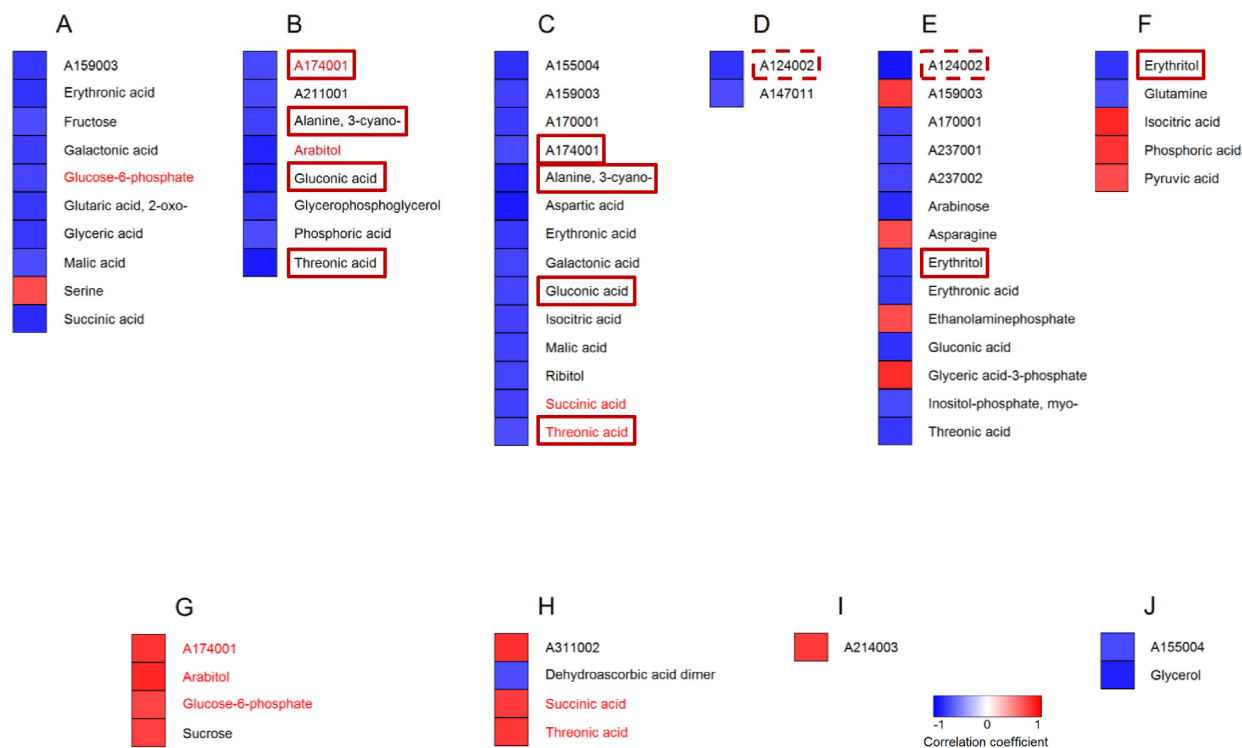 A
A159003
Erythronic acid
Fructose
Galactonic acid
Glucose-6-phosphate
Glutaric acid, 2-oxo-
Glyceric acid
Malic acid
Serine
Succinic acid
B
A174001
A211001
Alanine, 3-cyano-
Arabitol
Gluconic acid
Glycerophosphoglycerol
Phosphoric acid
Threonic acid
C
A155004
A159003
A170001
A174001
Alanine, 3-cyano-
Aspartic acid
Erythronic acid
Galactonic acid
Gluconic acid
Isocitric acid
Malic acid
Ribitol
Succinic acid
Threonic acid
D
A124002
A147011
E
A124002
A159003
A170001
A237001
A237002
Arabinose
Asparagine
Erythritol
Erythronic acid
Ethanolaminephosphate
Gluconic acid
Glyceric acid-3-phosphate
Inositol-phosphate, myo-
Threonic acid
F
Erythritol
Glutamine
Isocitric acid
Phosphoric acid
Pyruvic acid
G
A174001
Arabitol
Glucose-6-phosphate
Sucrose
H
A311002
Dehydroascorbic acid dimer
Succinic acid
Threonic acid
I
A214003
J
A155004
Glycerol
-1 0 1
Correlation coefficient